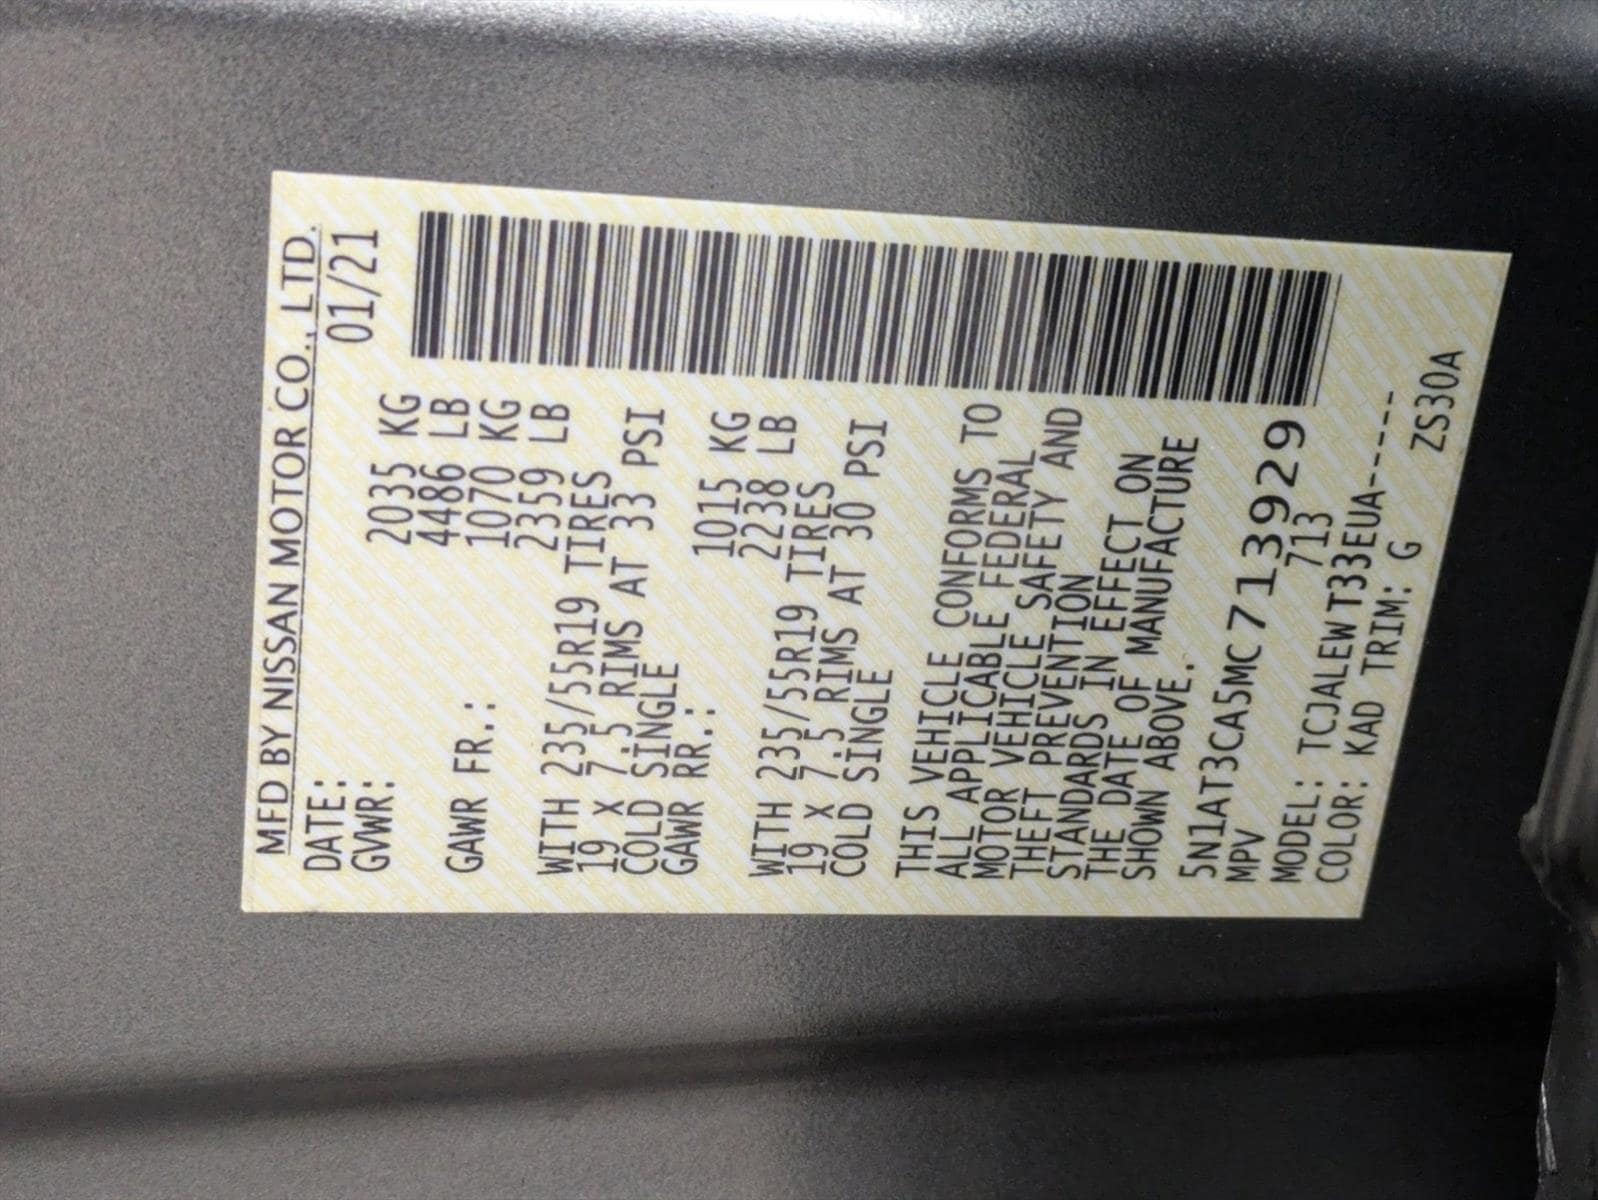 MFD BY NISSAN MOTOR CO., LTD.
DATE: 01/21
GVWR: 2035 KG
4486 LB
GAWR FR.: 1070 KG
2359 LB
WITH 235/55R19 TIRES
19 X 7.5 RIMS AT 33 PSI
COLD SINGLE
GAWR RR.: 1015 KG
2238 LB
WITH 235/55R19 TIRES
19 X 7.5 RIMS AT 30 PSI
COLD SINGLE
THIS VEHICLE CONFORMS TO
ALL APPLICABLE FEDERAL
MOTOR VEHICLE SAFETY AND
THEFT PREVENTION
STANDARDS IN EFFECT ON
THE DATE OF MANUFACTURE
SHOWN ABOVE.
5N1AT3CA5MC713929
MPV 713
MODEL: TCJALEWT33EUA------
COLOR: KAD TRIM: G ZS30A